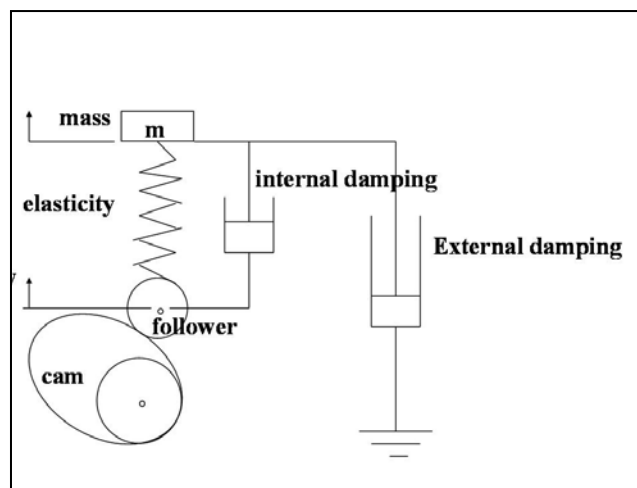 mass
m
internal damping
elasticity
External damping
follower
cam